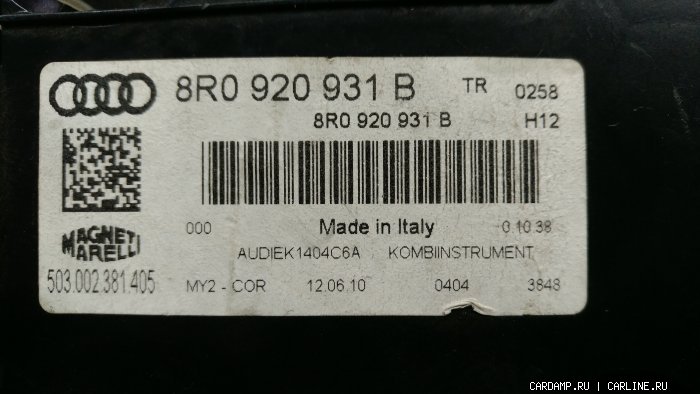 8R0 920 931 B TR 0258
8R0 920 931 B H12
000 Made in Italy 0.10.38
MAGNETI
MARELLI
AUDIEK1404C6A KOMBIINSTRUMENT
503.002.381.405
MY2 - COR 12.06.10 0404 3848
CARDAMP.RU | CARLINE.RU